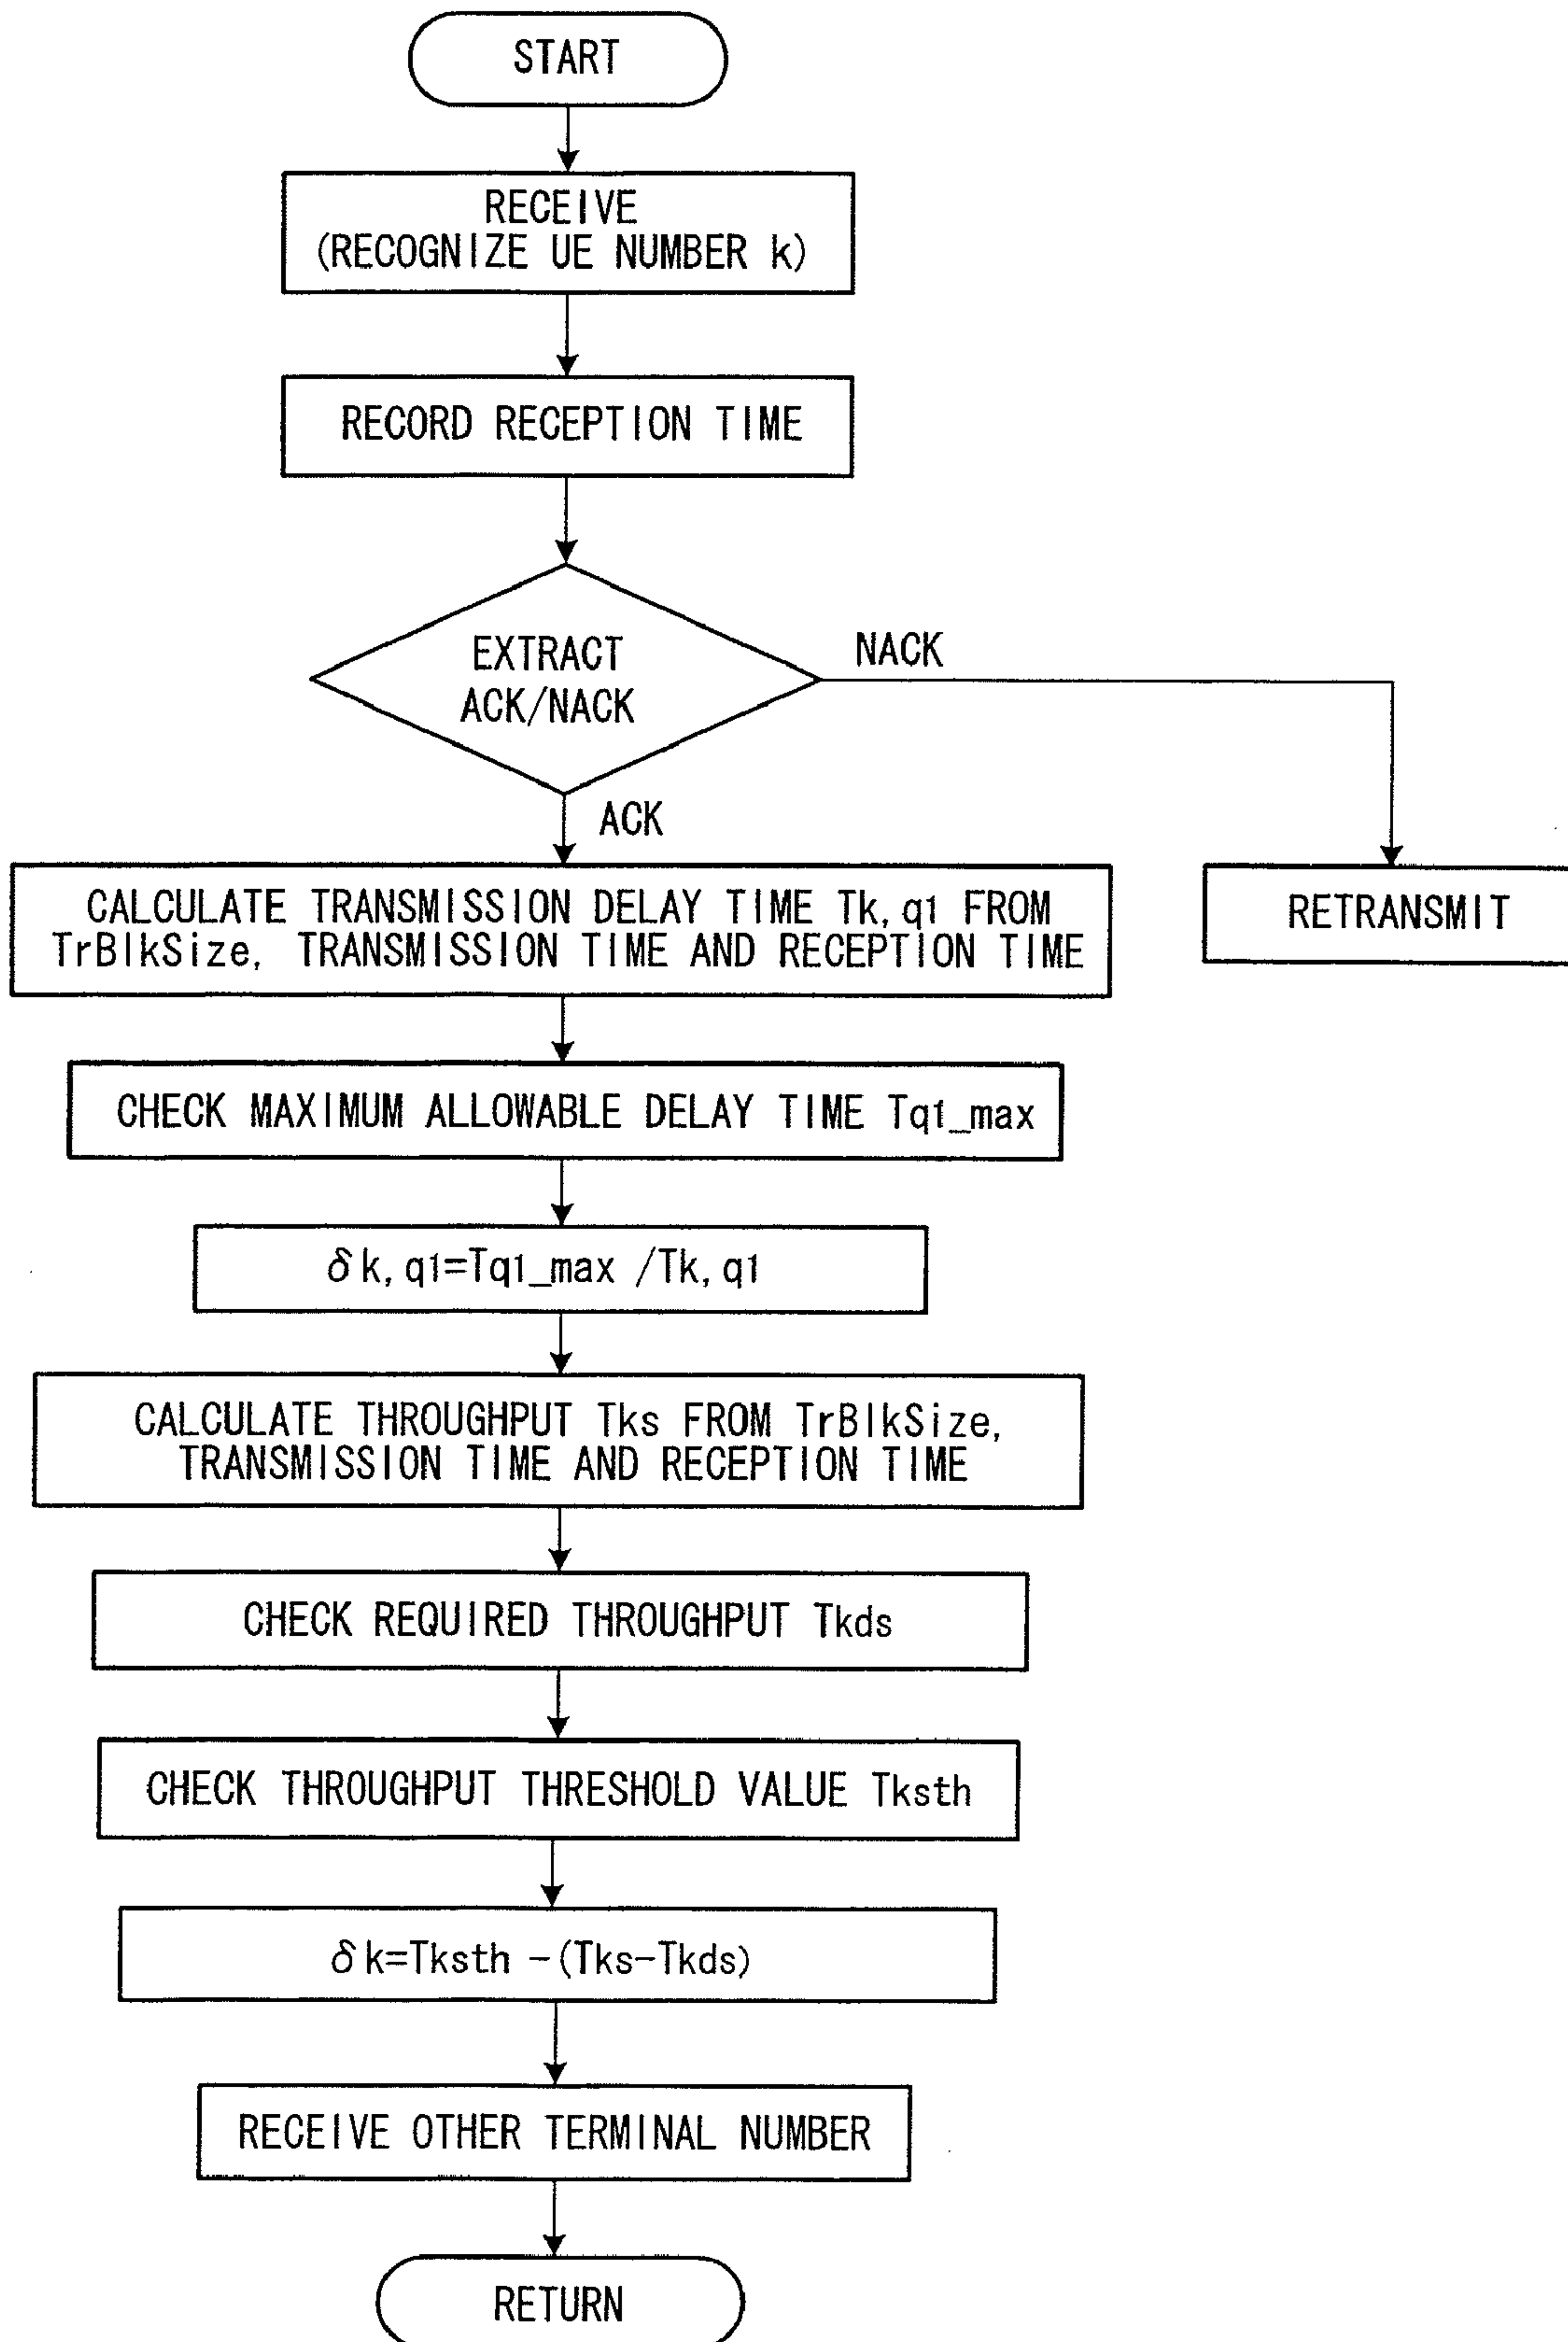 START
RECEIVE
(RECOGNIZE UE NUMBER k)
RECORD RECEPTION TIME
EXTRACT
ACK/NACK
NACK
ACK
CALCULATE TRANSMISSION DELAY TIME Tk,q1 FROM
TrBlkSize, TRANSMISSION TIME AND RECEPTION TIME
RETRANSMIT
CHECK MAXIMUM ALLOWABLE DELAY TIME Tq1_max
δk,q1=Tq1_max /Tk,q1
CALCULATE THROUGHPUT Tks FROM TrBlkSize,
TRANSMISSION TIME AND RECEPTION TIME
CHECK REQUIRED THROUGHPUT Tkds
CHECK THROUGHPUT THRESHOLD VALUE Tksth
δk=Tksth -(Tks-Tkds)
RECEIVE OTHER TERMINAL NUMBER
RETURN